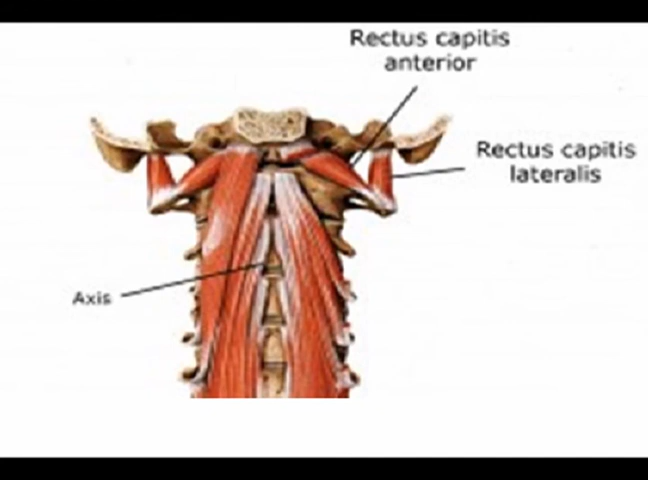 Rectus capitis
anterior
Rectus capitis
lateralis
Axis